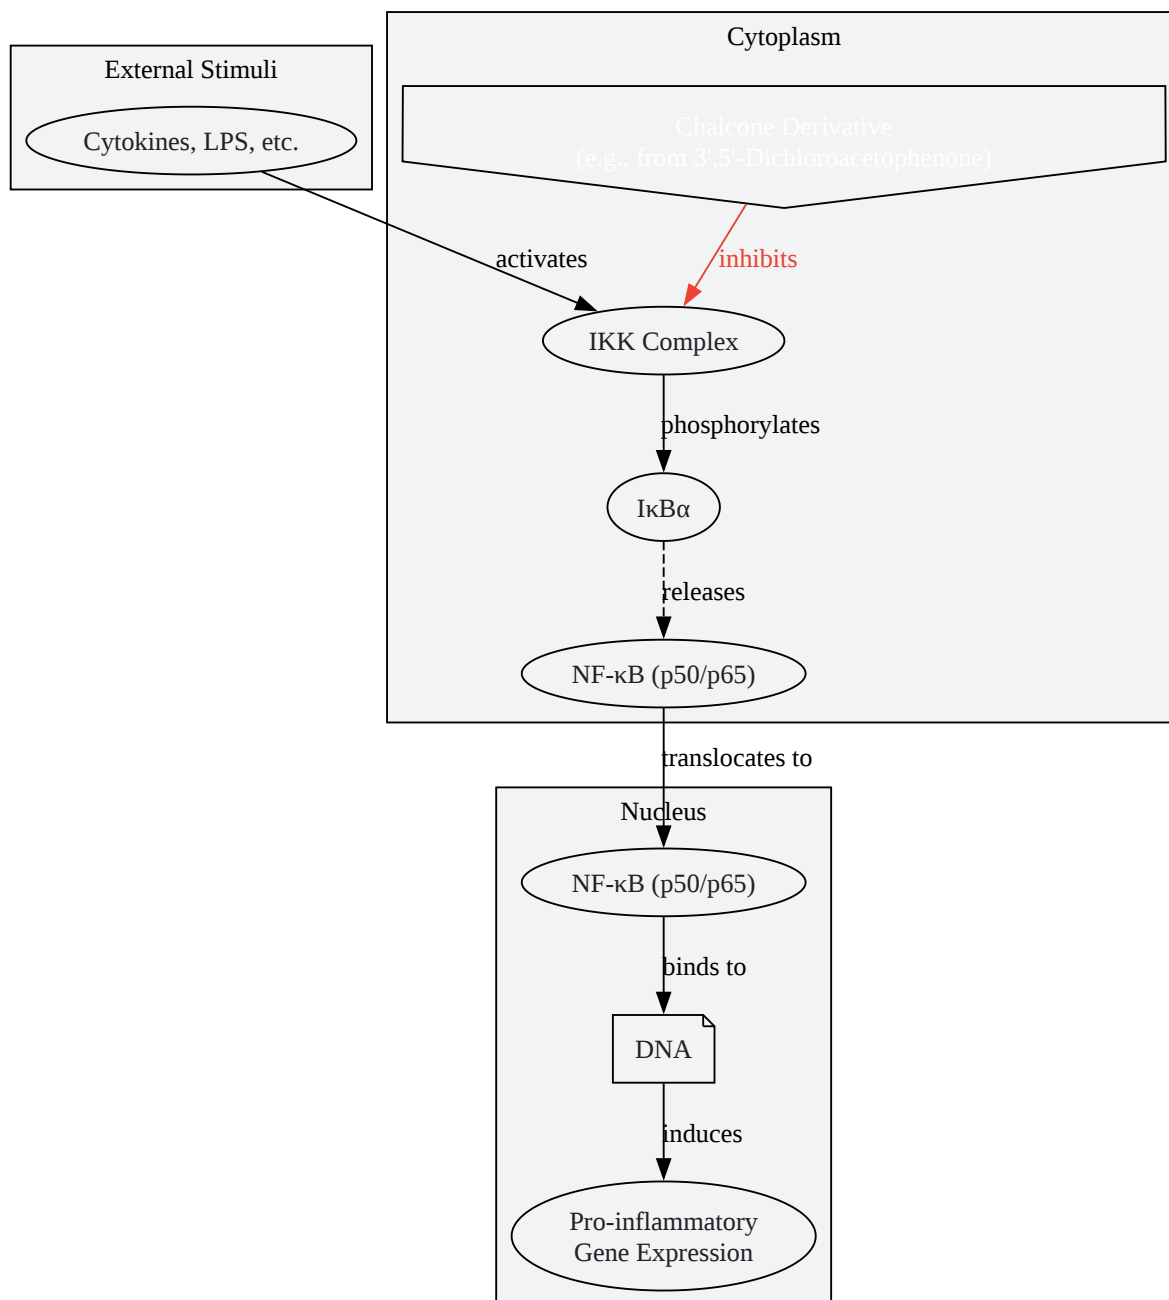 Cytoplasm
External Stimuli
Cytokines, LPS, etc.
Chalcone Derivative
(e.g., from 3',5'-Dichloroacetophenone)
activates
inhibits
IKK Complex
phosphorylates
IκBα
releases
NF-κB (p50/p65)
translocates to
Nucleus
NF-κB (p50/p65)
binds to
DNA
induces
Pro-inflammatory
Gene Expression